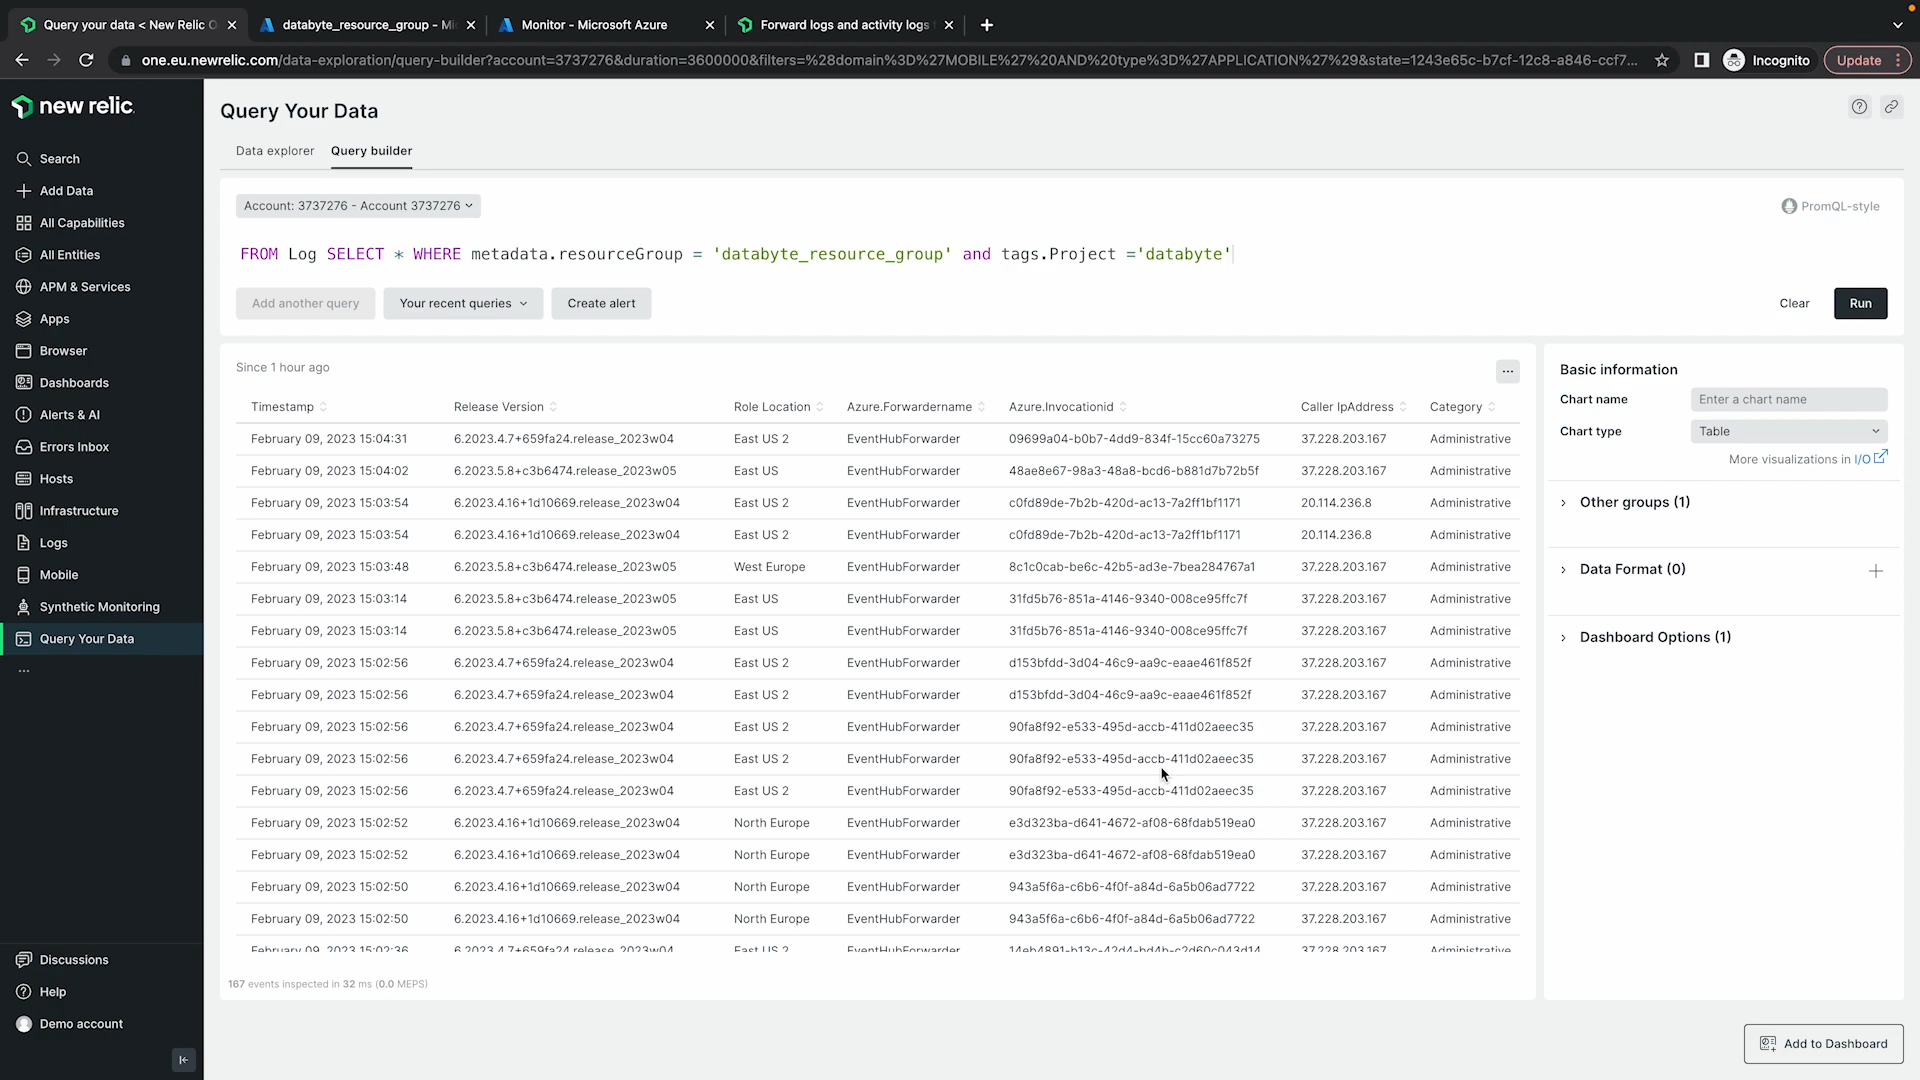 Query your data < New Relic O
databyte_resource_group - Mi
Monitor - Microsoft Azure
Forward logs and activity logs
one.eu.newrelic.com/data-exploration/query-builder?account=3737276&duration=3600000&filters=%28domain%3D%27MOBILE%27%20AND%20type%3D%27APPLICATION%27%29&state=1243e65c-b7cf-12c8-a846-ccf7...
Incognito
Update
new relic
Search
Add Data
All Capabilities
All Entities
APM & Services
Apps
Browser
Dashboards
Alerts & AI
Errors Inbox
Hosts
Infrastructure
Logs
Mobile
Synthetic Monitoring
Query Your Data
...
Discussions
Help
Demo account
Query Your Data
Data explorer Query builder
Account: 3737276 - Account 3737276
PromQL-style
FROM Log SELECT * WHERE metadata.resourceGroup = 'databyte_resource_group' and tags.Project ='databyte'
Add another query Your recent queries Create alert Clear Run
Since 1 hour ago
...
Timestamp Release Version Role Location Azure.Forwardername Azure.Invocationid Caller IpAddress Category
February 09, 2023 15:04:31 6.2023.4.7+659fa24.release_2023w04 East US 2 EventHubForwarder 09699a04-b0b7-4dd9-834f-15cc60a73275 37.228.203.167 Administrative
February 09, 2023 15:04:02 6.2023.5.8+c3b6474.release_2023w05 East US EventHubForwarder 48ae8e67-98a3-48a8-bcd6-b881d7b72b5f 37.228.203.167 Administrative
February 09, 2023 15:03:54 6.2023.4.16+1d10669.release_2023w04 East US 2 EventHubForwarder c0fd89de-7b2b-420d-ac13-7a2ff1bf1171 20.114.236.8 Administrative
February 09, 2023 15:03:54 6.2023.4.16+1d10669.release_2023w04 East US 2 EventHubForwarder c0fd89de-7b2b-420d-ac13-7a2ff1bf1171 20.114.236.8 Administrative
February 09, 2023 15:03:48 6.2023.5.8+c3b6474.release_2023w05 West Europe EventHubForwarder 8c1c0cab-be6c-42b5-ad3e-7bea284767a1 37.228.203.167 Administrative
February 09, 2023 15:03:14 6.2023.5.8+c3b6474.release_2023w05 East US EventHubForwarder 31fd5b76-851a-4146-9340-008ce95ffc7f 37.228.203.167 Administrative
February 09, 2023 15:03:14 6.2023.5.8+c3b6474.release_2023w05 East US EventHubForwarder 31fd5b76-851a-4146-9340-008ce95ffc7f 37.228.203.167 Administrative
February 09, 2023 15:02:56 6.2023.4.7+659fa24.release_2023w04 East US 2 EventHubForwarder d153bfdd-3d04-46c9-aa9c-eaae461f852f 37.228.203.167 Administrative
February 09, 2023 15:02:56 6.2023.4.7+659fa24.release_2023w04 East US 2 EventHubForwarder d153bfdd-3d04-46c9-aa9c-eaae461f852f 37.228.203.167 Administrative
February 09, 2023 15:02:56 6.2023.4.7+659fa24.release_2023w04 East US 2 EventHubForwarder 90fa8f92-e533-495d-accb-411d02aeec35 37.228.203.167 Administrative
February 09, 2023 15:02:56 6.2023.4.7+659fa24.release_2023w04 East US 2 EventHubForwarder 90fa8f92-e533-495d-accb-411d02aeec35 37.228.203.167 Administrative
February 09, 2023 15:02:56 6.2023.4.7+659fa24.release_2023w04 East US 2 EventHubForwarder 90fa8f92-e533-495d-accb-411d02aeec35 37.228.203.167 Administrative
February 09, 2023 15:02:52 6.2023.4.16+1d10669.release_2023w04 North Europe EventHubForwarder e3d323ba-d641-4672-af08-68fdab519ea0 37.228.203.167 Administrative
February 09, 2023 15:02:52 6.2023.4.16+1d10669.release_2023w04 North Europe EventHubForwarder e3d323ba-d641-4672-af08-68fdab519ea0 37.228.203.167 Administrative
February 09, 2023 15:02:50 6.2023.4.16+1d10669.release_2023w04 North Europe EventHubForwarder 943a5f6a-c6b6-4f0f-a84d-6a5b06ad7722 37.228.203.167 Administrative
February 09, 2023 15:02:50 6.2023.4.16+1d10669.release_2023w04 North Europe EventHubForwarder 943a5f6a-c6b6-4f0f-a84d-6a5b06ad7722 37.228.203.167 Administrative
February 09, 2023 15:02:36 6.2023.4.7+659fa24.release_2023w04 East US 2 EventHubForwarder 14eb4891-b13c-42d4-bd4b-c2d60c043d14 37.228.203.167 Administrative
167 events inspected in 32 ms (0.0 MEPS)
Basic information
Chart name Enter a chart name
Chart type Table
More visualizations in I/O
Other groups (1)
Data Format (0)
Dashboard Options (1)
Add to Dashboard